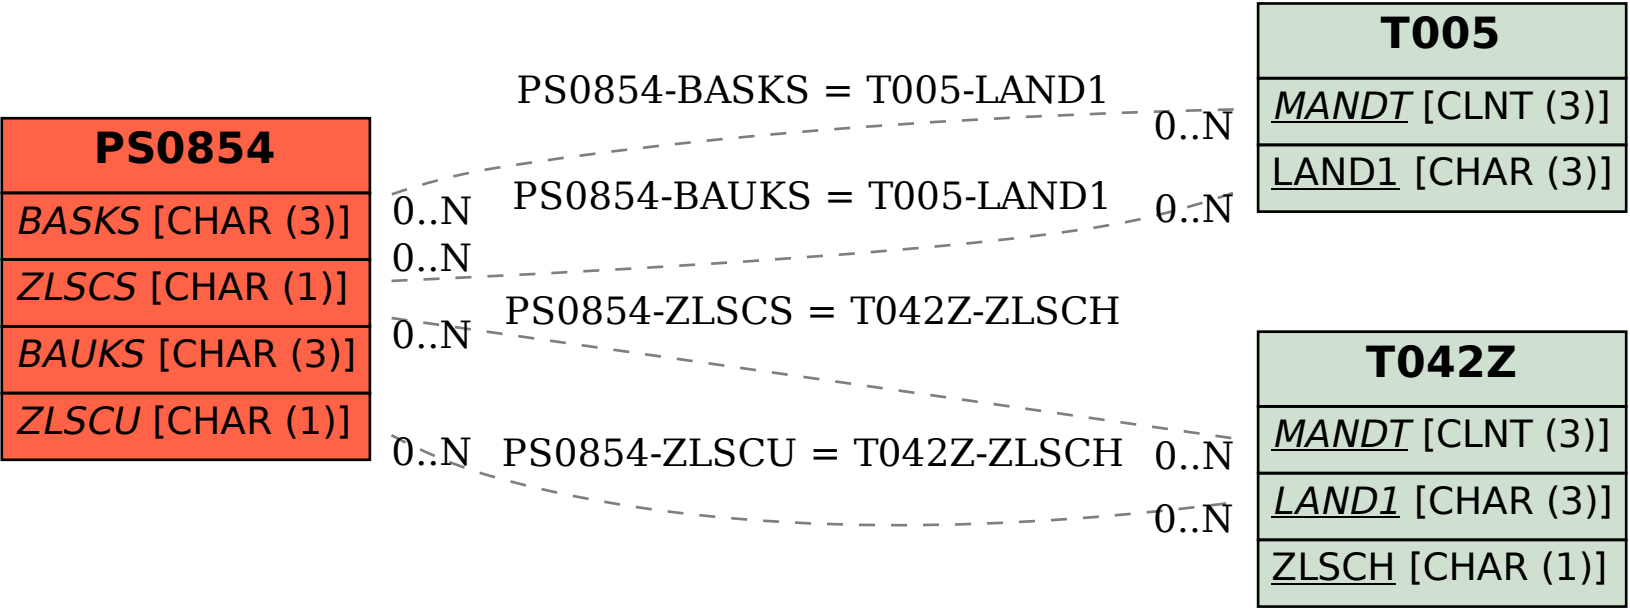 PS0854
BASKS [CHAR (3)]
ZLSCS [CHAR (1)]
BAUKS [CHAR (3)]
ZLSCU [CHAR (1)]
PS0854-BASKS = T005-LAND1
0..N
0..N
PS0854-BAUKS = T005-LAND1
0..N
0..N
PS0854-ZLSCS = T042Z-ZLSCH
0..N
0..N
PS0854-ZLSCU = T042Z-ZLSCH
0..N
0..N
T005
MANDT [CLNT (3)]
LAND1 [CHAR (3)]
T042Z
MANDT [CLNT (3)]
LAND1 [CHAR (3)]
ZLSCH [CHAR (1)]